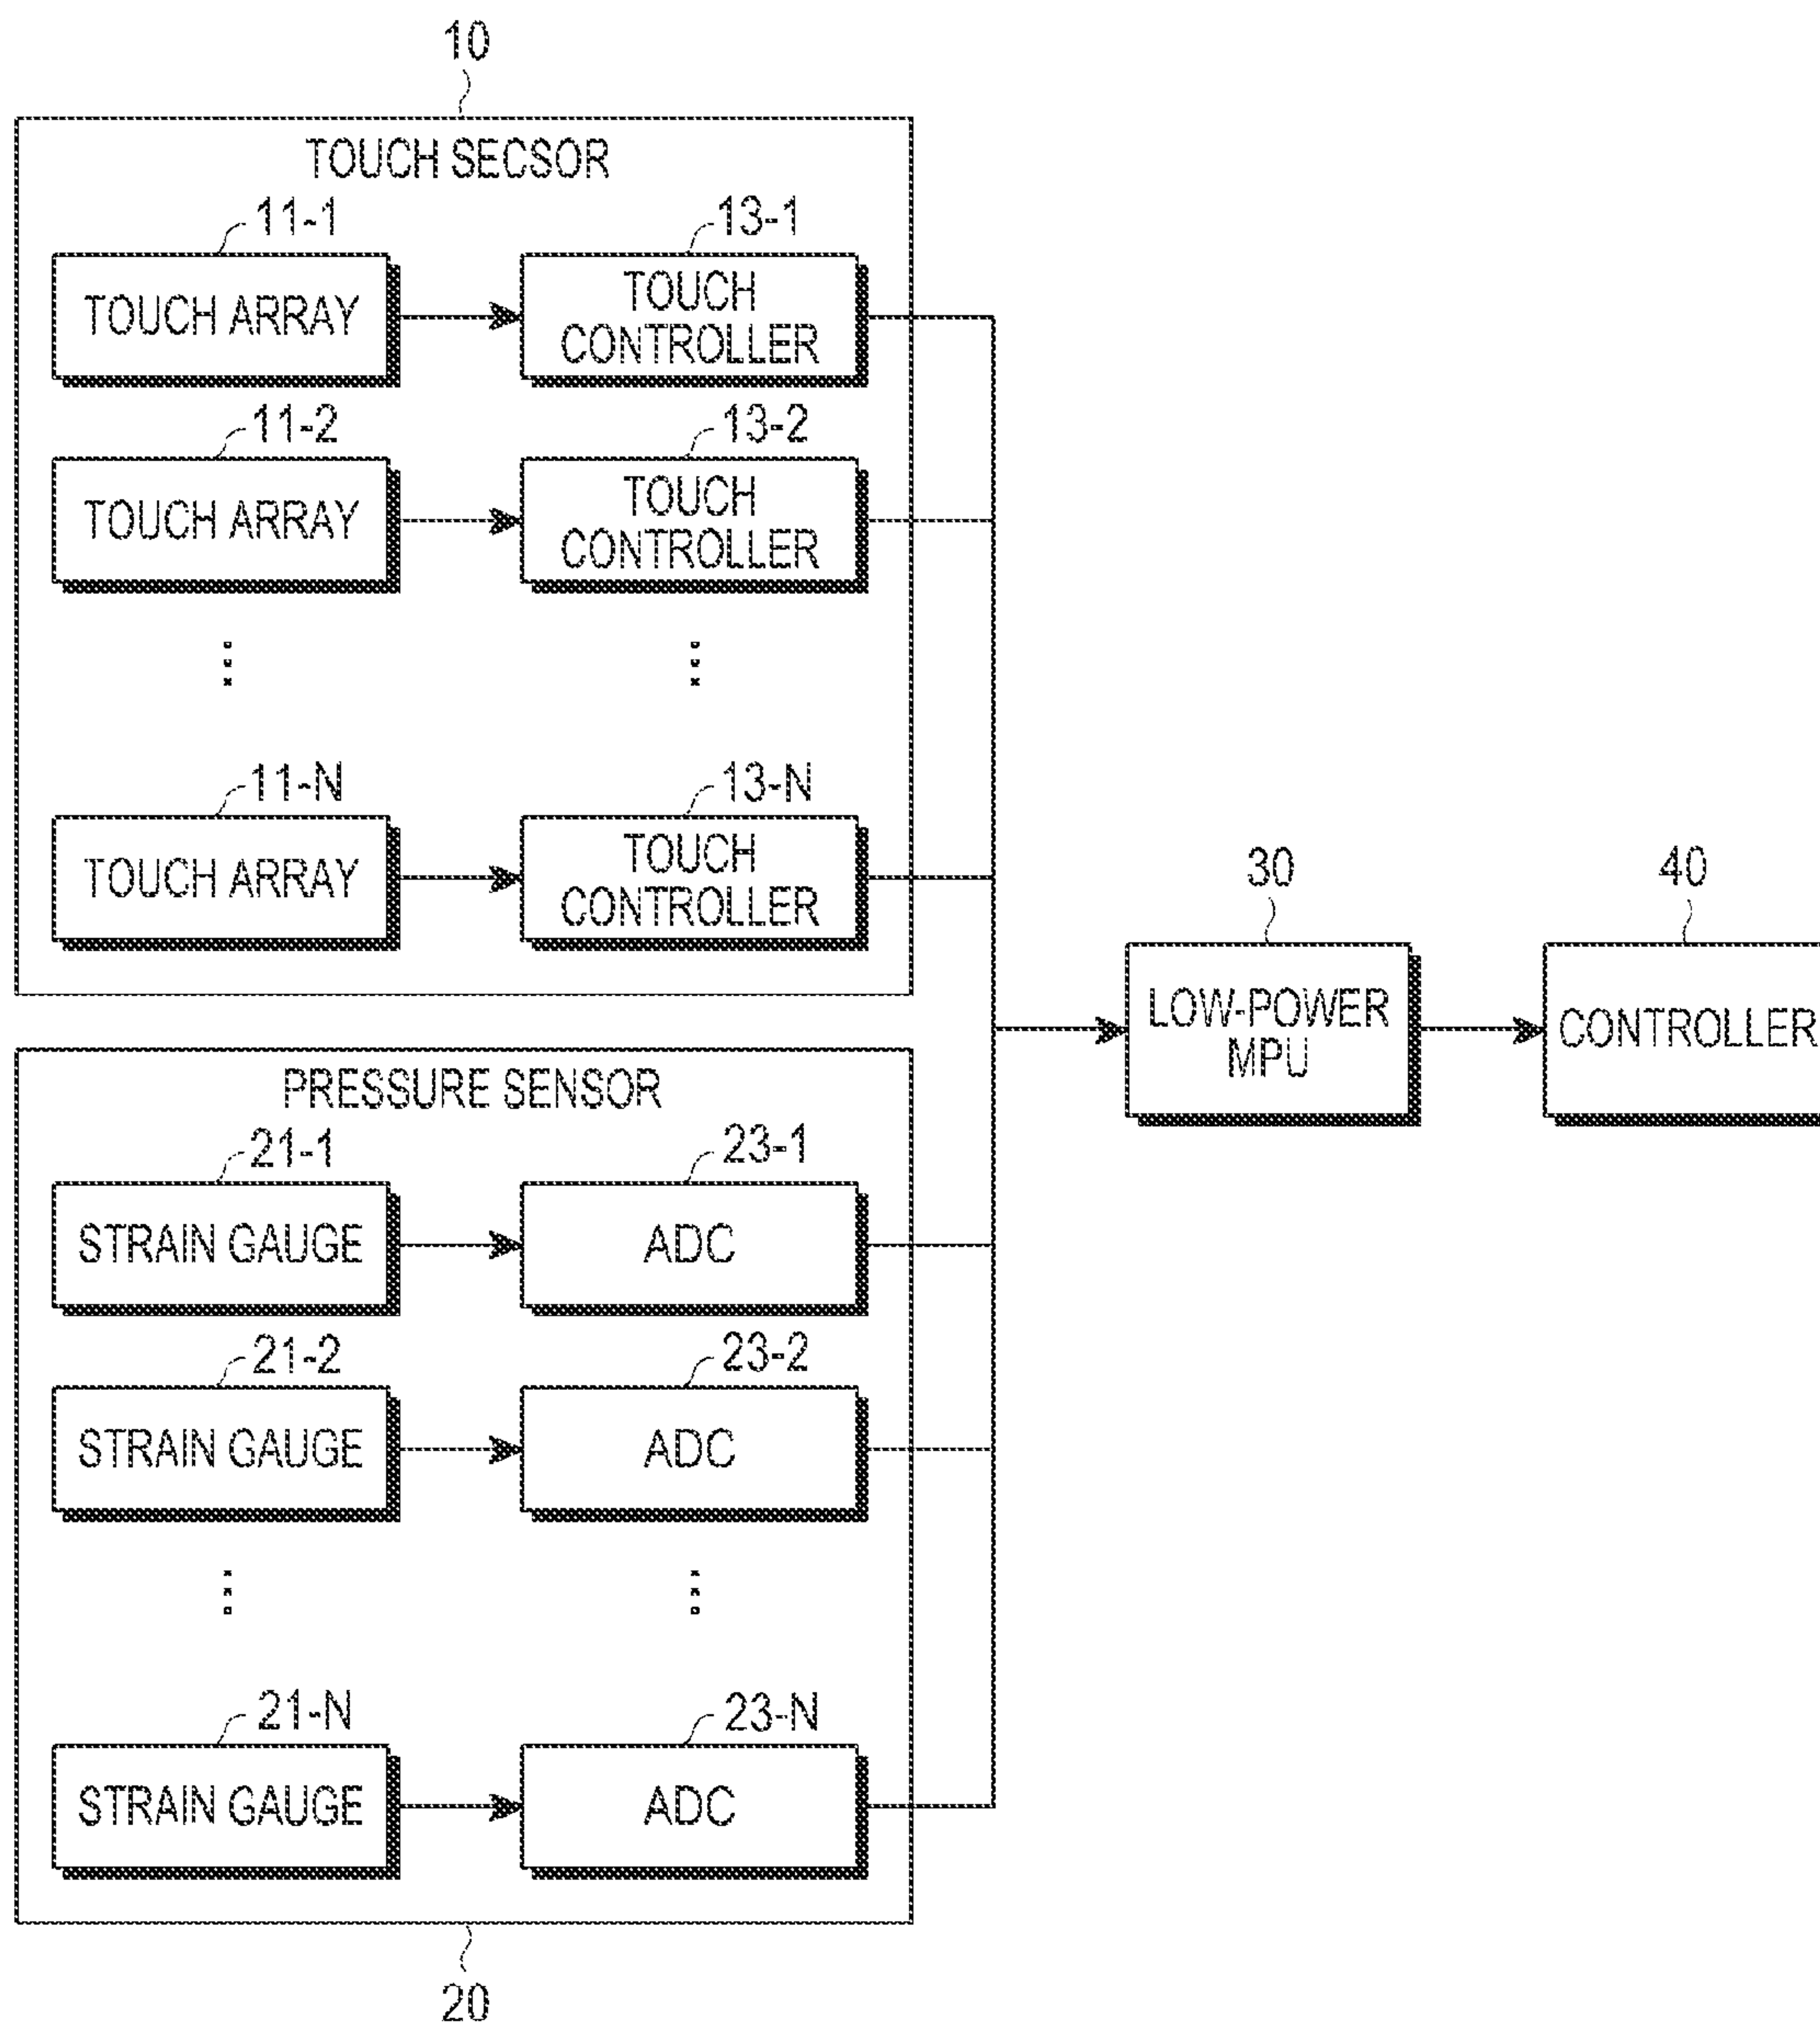 10
TOUCH SECSOR
11-1
13-1
TOUCH ARRAY
TOUCH
CONTROLLER
11-2
13-2
TOUCH ARRAY
TOUCH
CONTROLLER
11-N
13-N
TOUCH ARRAY
TOUCH
CONTROLLER
30
40
LOW-POWER
MPU
CONTROLLER
PRESSURE SENSOR
21-1
23-1
STRAIN GAUGE
ADC
21-2
23-2
STRAIN GAUGE
ADC
21-N
23-N
STRAIN GAUGE
ADC
20